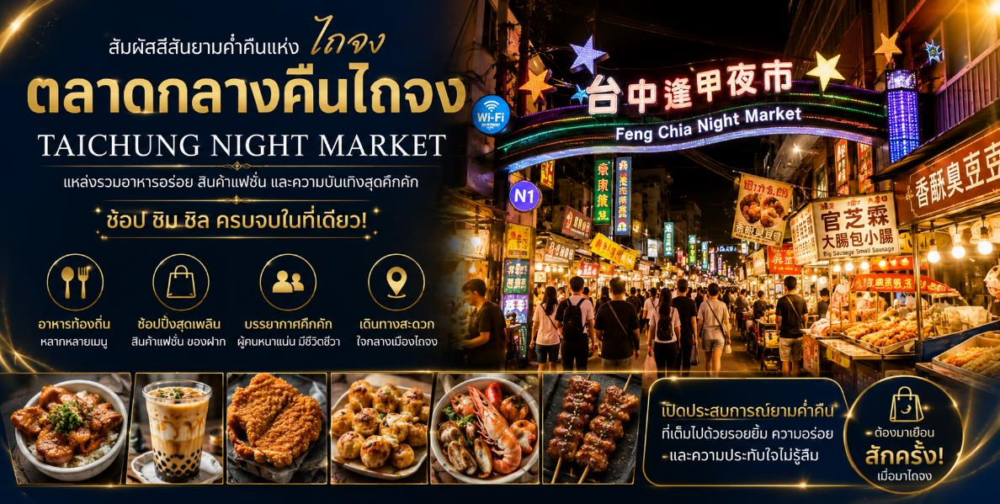 สัมผัสสีสันยามค่ำคืนแห่ง ไถจง
ตลาดกลางคืนไถจง
TAICHUNG NIGHT MARKET
แหล่งรวมอาหารอร่อย สินค้าแฟชั่น และความบันเทิงสุดคึกคัก
ช้อป ชิม ชิล ครบจบในที่เดียว!
อาหารท้องถิ่น
หลากหลายเมนู
ช้อปปิ้งสุดเพลิน
สินค้าแฟชั่น ของฝาก
บรรยากาศคึกคัก
ผู้คนหนาแน่น มีชีวิตชีวา
เดินทางสะดวก
ใจกลางเมืองไถจง
Wi-Fi
台中逢甲夜市
Feng Chia Night Market
N1
官芝霖
大腸包小腸
Big Sausage Small Sausage
香酥臭豆
เปิดประสบการณ์ยามค่ำคืน
ที่เต็มไปด้วยรอยยิ้ม ความอร่อย
และความประทับใจไม่รู้ลืม
ต้องมาเยือน
สักครั้ง!
เมื่อมาไถจง